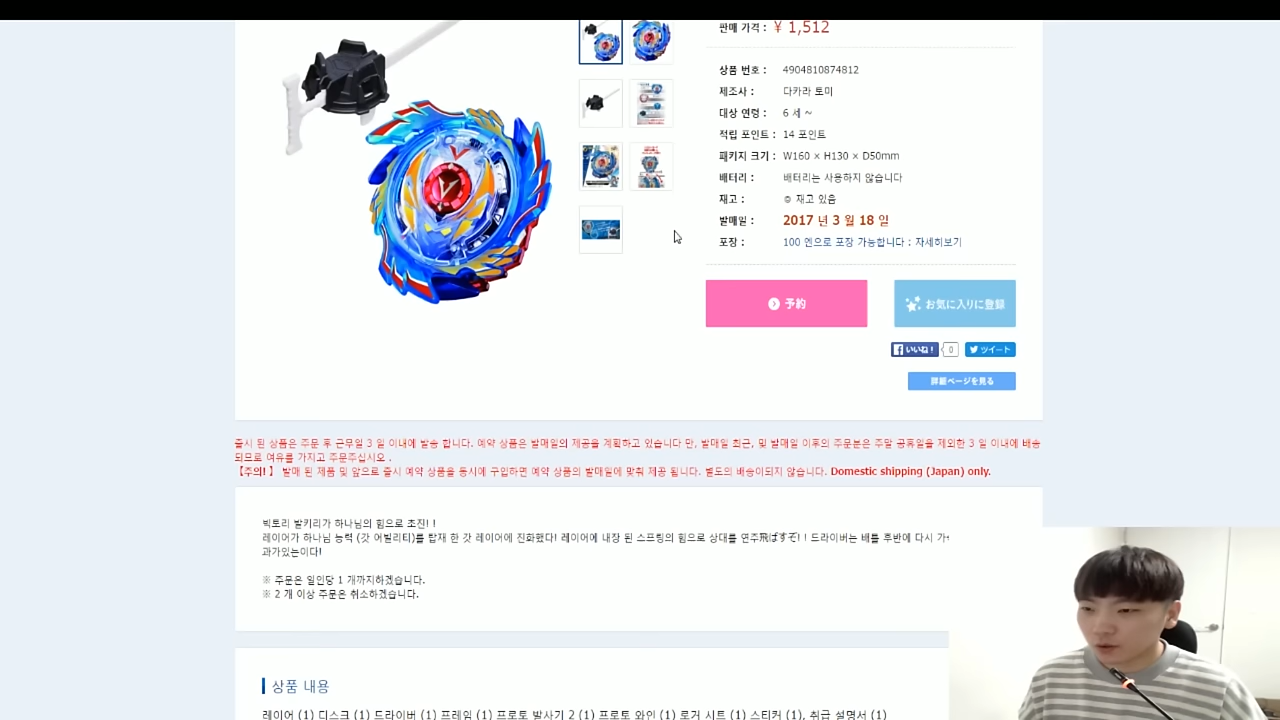 판매 가격 : ¥ 1,512
상품 번호 : 4904810874812
제조사 : 다카라 토미
대상 연령 : 6 세 ~
적립 포인트 : 14 포인트
패키지 크기 : W160 × H130 × D50mm
배터리 : 배터리는 사용하지 않습니다
재고 : ◎ 재고 있음
발매일 : 2017 년 3 월 18 일
포장 : 100 엔으로 포장 가능합니다 : 자세히보기
予約
お気に入りに登録
いいね！ 0 ツイート
詳細ページを見る
출시 된 상품은 주문 후 근무일 3 일 이내에 발송 합니다. 예약 상품은 발매일의 제공을 계획하고 있습니다 만, 발매일 최근, 및 발매일 이후의 주문분은 주말 공휴일을 제외한 3 일 이내에 배송
되므로 여유를 가지고 주문주십시오 .
【주의! 】 발매 된 제품 및 앞으로 출시 예약 상품을 동시에 구입하면 예약 상품의 발매일에 맞춰 제공 됩니다. 별도의 배송이되지 않습니다. Domestic shipping (Japan) only.
빅토리 발키리가 하나님의 힘으로 초진! !
레이어가 하나님 능력 (갓 어빌리티)를 탑재 한 갓 레이어에 진화했다! 레이어에 내장 된 스프링의 힘으로 상대를 연주飛ばすぞ! ! 드라이버는 배틀 후반에 다시 가
과가있는이다!
※ 주문은 일인당 1 개까지하겠습니다.
※ 2 개 이상 주문은 취소하겠습니다.
상품 내용
레이어 (1) 디스크 (1) 드라이버 (1) 프레임 (1) 프로토 발사기 2 (1) 프로토 와인 (1) 로거 시트 (1) 스티커 (1), 취급 설명서 (1)